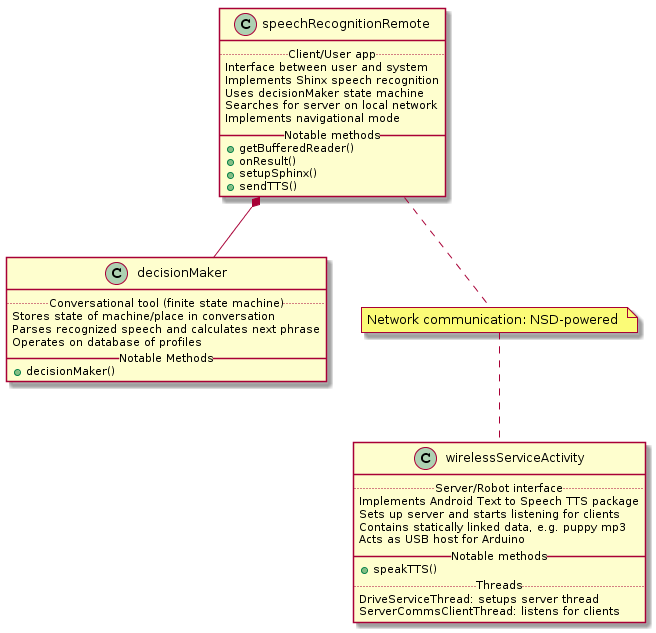 C speechRecognitionRemote
Client/User app
Interface between user and system
Implements Shinx speech recognition
Uses decisionMaker state machine
Searches for server on local network
Implements navigational mode
Notable methods
getBufferedReader()
onResult()
setupSphinx()
sendTTS()
C decisionMaker
Conversational tool (finite state machine)
Stores state of machine/place in conversation
Parses recognized speech and calculates next phrase
Operates on database of profiles
Notable Methods
decisionMaker()
Network communication: NSD-powered
C wirelessServiceActivity
Server/Robot interface
Implements Android Text to Speech TTS package
Sets up server and starts listening for clients
Contains statically linked data, e.g. puppy mp3
Acts as USB host for Arduino
Notable methods
speakTTS()
Threads
DriveServiceThread: setups server thread
ServerCommsClientThread: listens for clients